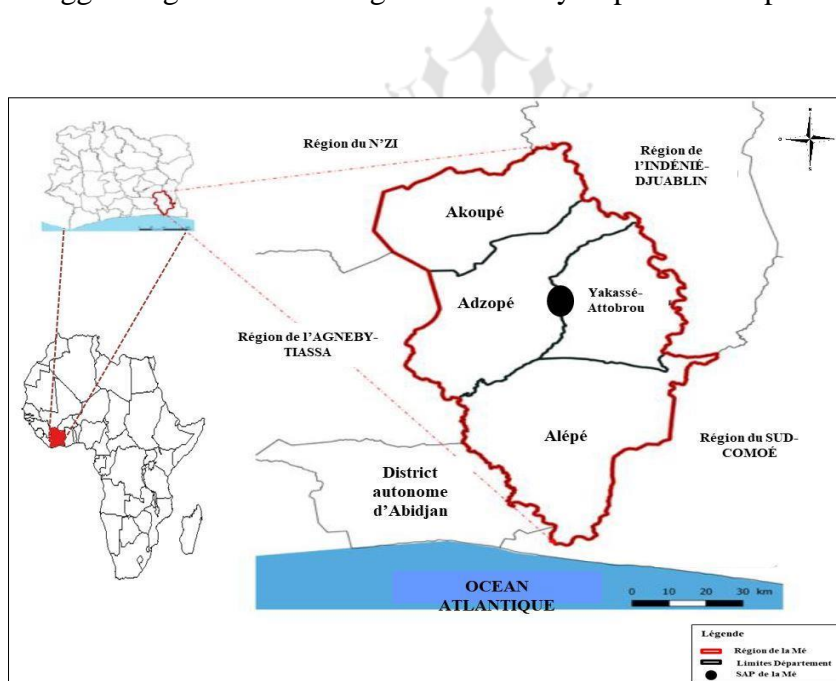 Région du N'ZI
Région de
l'INDÉNIÉ-
DJUABLIN
Akoupé
Adzopé
Yakassé-
Attobrou
Région de l'AGNEBY-
TIASSA
Alépé
Région du SUD-
COMOÉ
District
autonome
d'Abidjan
OCEAN
ATLANTIQUE
0 10 20 30 km
Légende
Région de la Mé
Limites Département
SAP de la Mé